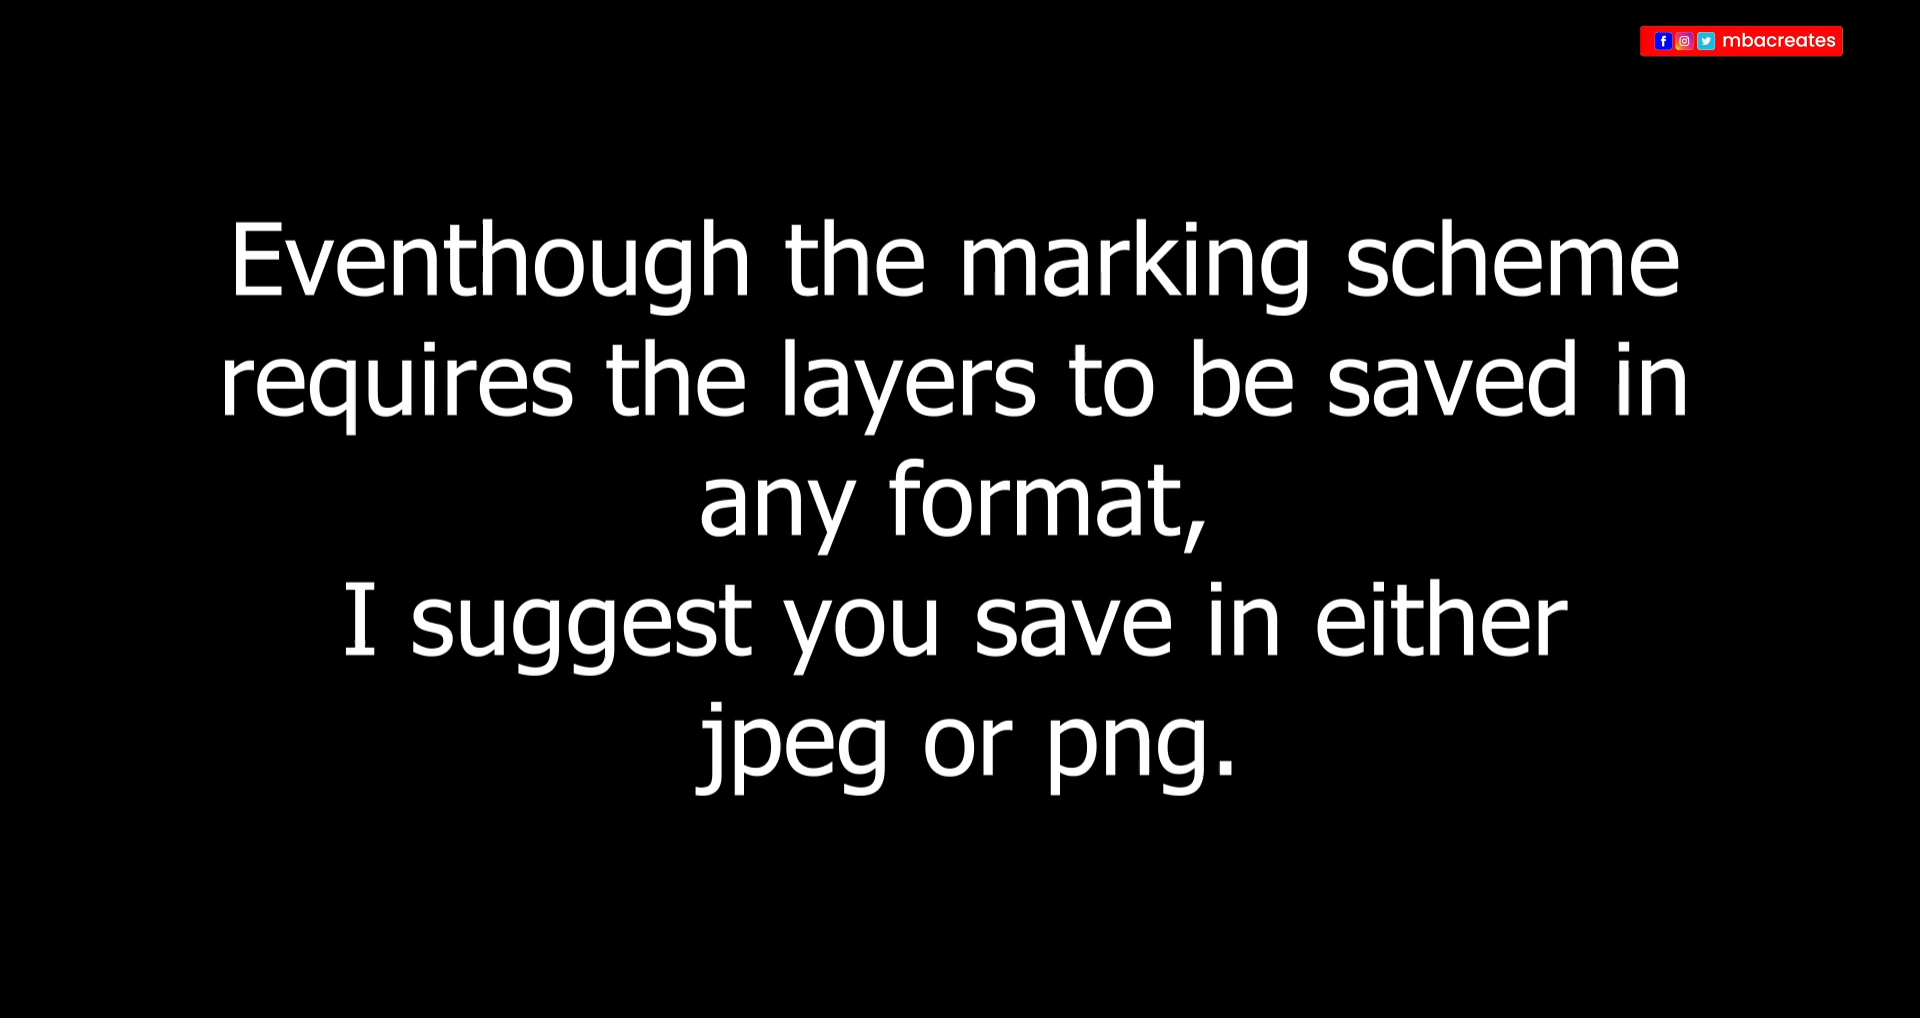 mbacreates
Eventhough the marking scheme
requires the layers to be saved in
any format,
I suggest you save in either
jpeg or png.